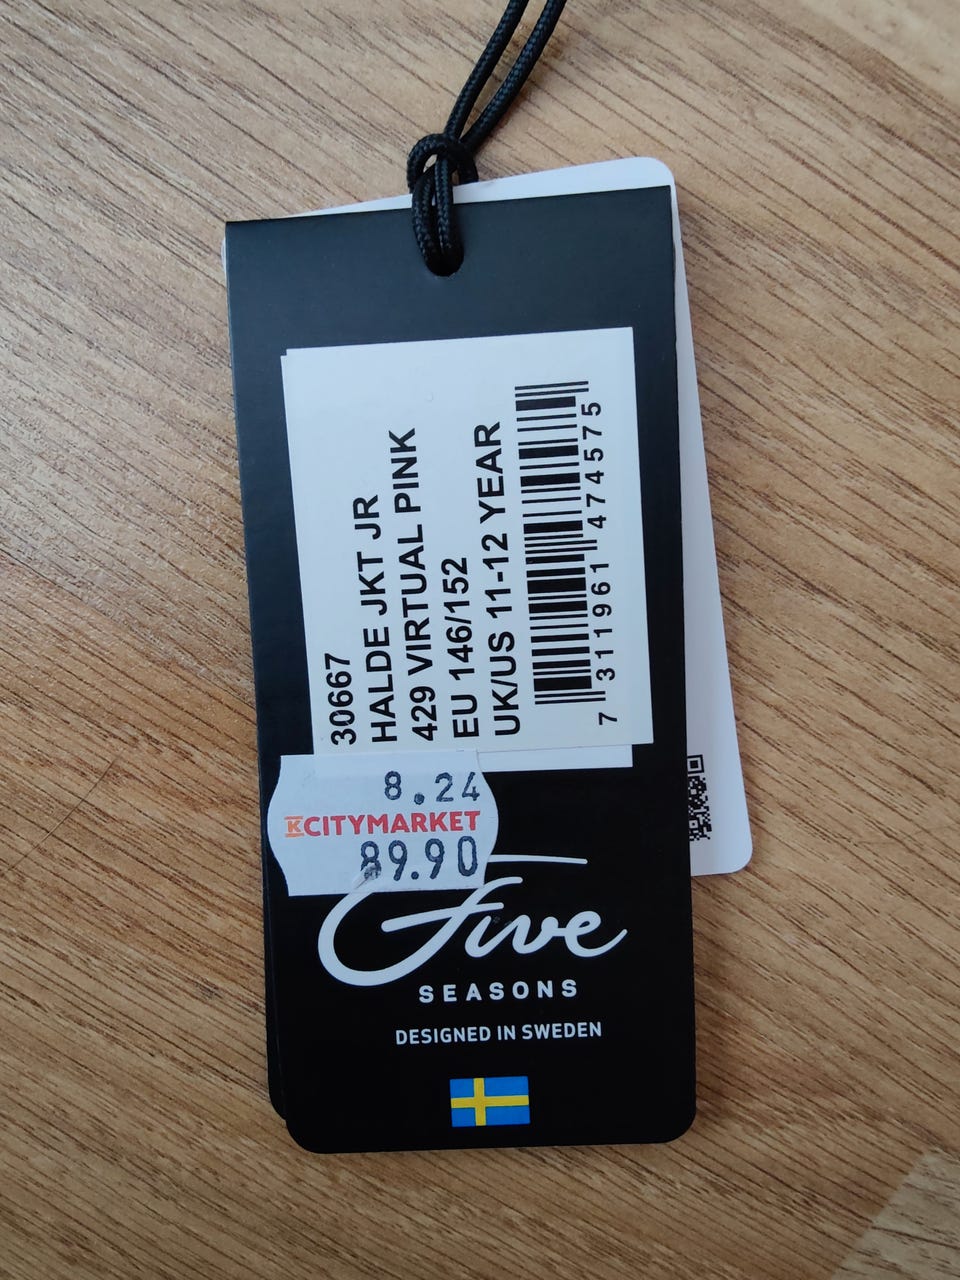 30667
HALDE JKT JR
429 VIRTUAL PINK
EU 146/152
UK/US 11-12 YEAR
7 311961 474575
8.24
KCITYMARKET
89.90
Five
SEASONS
DESIGNED IN SWEDEN